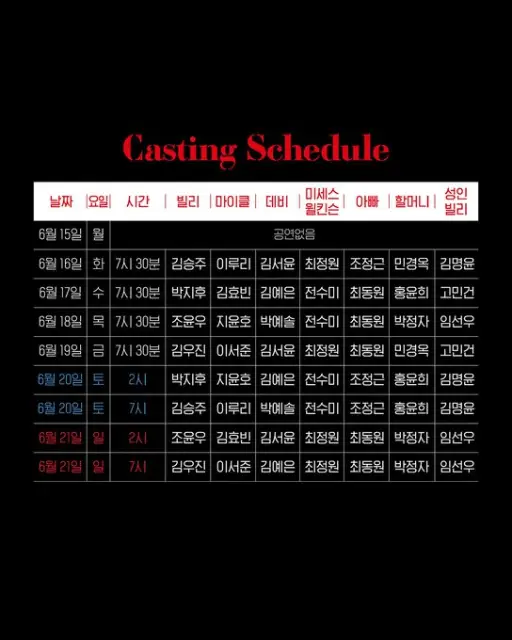 Casting Schedule
날짜 요일 시간 빌리 마이클 데비 미세스 윌킨슨 아빠 할머니 성인 빌리
6월 15일 월 공연없음
6월 16일 화 7시 30분 김승주 이루리 김서윤 최정원 조정근 민경옥 김명윤
6월 17일 수 7시 30분 박지후 김효빈 김예은 전수미 최동원 홍윤희 고민건
6월 18일 목 7시 30분 조윤우 지윤호 박예솔 전수미 최동원 박정자 임선우
6월 19일 금 7시 30분 김우진 이서준 김서윤 최정원 최동원 민경옥 고민건
6월 20일 토 2시 박지후 지윤호 김예은 전수미 조정근 홍윤희 김명윤
6월 20일 토 7시 김승주 이루리 박예솔 전수미 조정근 홍윤희 김명윤
6월 21일 일 2시 조윤우 김효빈 김서윤 최정원 최동원 박정자 임선우
6월 21일 일 7시 김우진 이서준 김예은 최정원 최동원 박정자 임선우